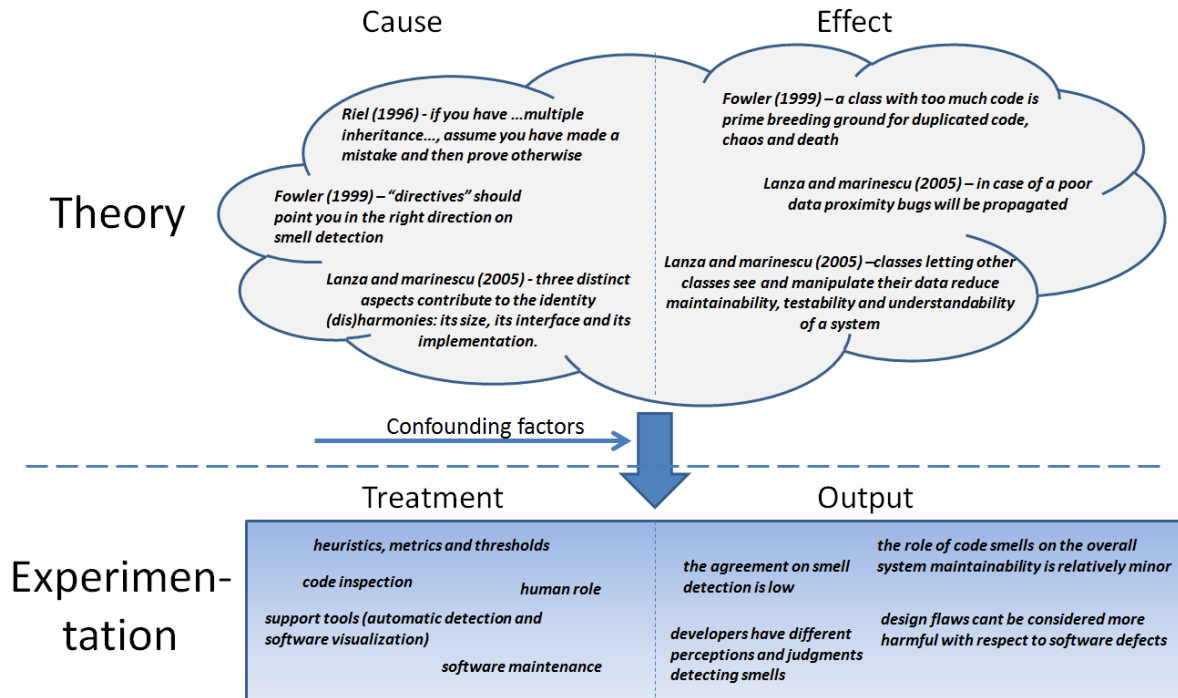 Cause
Effect
Theory
Riel (1996) - if you have ...multiple
inheritance..., assume you have made a
mistake and then prove otherwise
Fowler (1999) – “directives” should
point you in the right direction on
smell detection
Lanza and marinescu (2005) - three distinct
aspects contribute to the identity
(dis)harmonies: its size, its interface and its
implementation.
Fowler (1999) – a class with too much code is
prime breeding ground for duplicated code,
chaos and death
Lanza and marinescu (2005) – in case of a poor
data proximity bugs will be propagated
Lanza and marinescu (2005) –classes letting other
classes see and manipulate their data reduce
maintainability, testability and understandability
of a system
Confounding factors
Treatment
Output
Experimen-
tation
heuristics, metrics and thresholds
code inspection
human role
support tools (automatic detection and
software visualization)
software maintenance
the agreement on smell
detection is low
the role of code smells on the overall
system maintainability is relatively minor
developers have different
perceptions and judgments
detecting smells
design flaws cant be considered more
harmful with respect to software defects